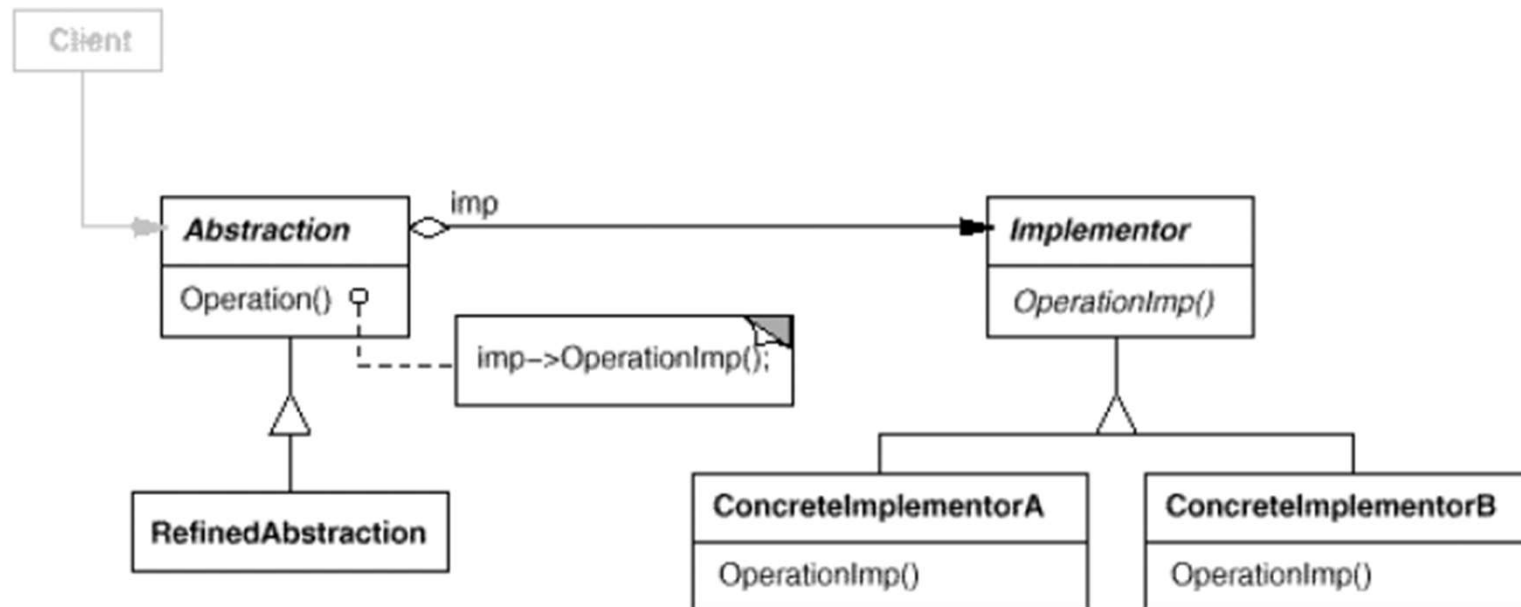 Client
imp
Abstraction
Implementor
Operation()
OperationImp()
imp->OperationImp();
RefinedAbstraction
ConcreteImplementorA
ConcreteImplementorB
OperationImp()
OperationImp()